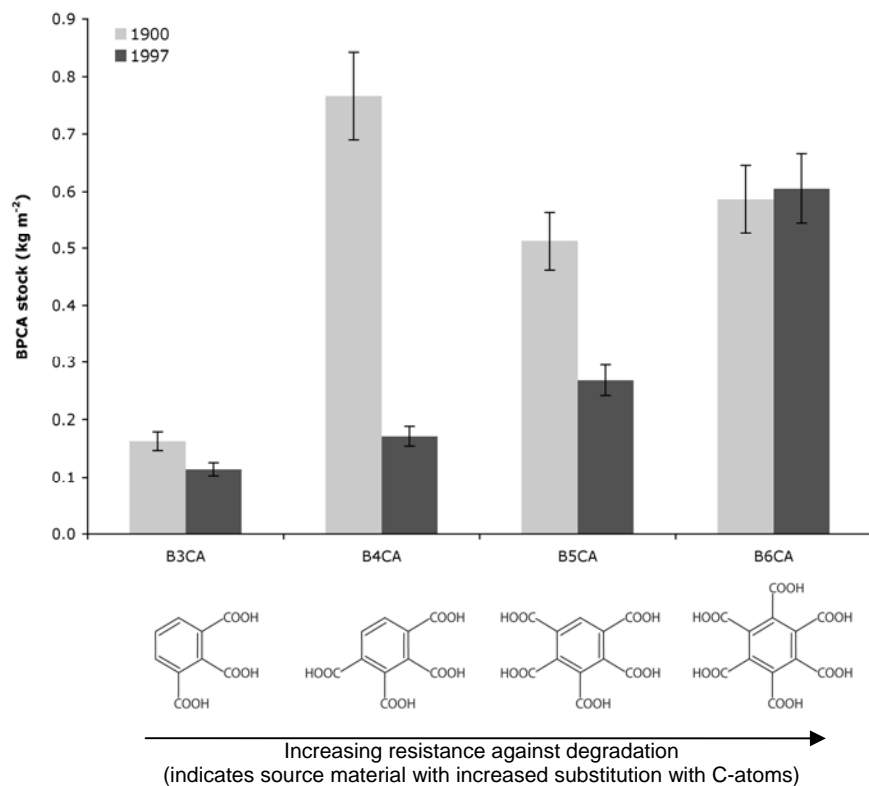 0.9
1900
1997
0.8
0.7
0.6
0.5
0.4
0.3
0.2
0.1
0.0
BPCA stock (kg m⁻²)
B3CA B4CA B5CA B6CA
COOH
COOH
COOH
COOH
HOOC COOH
COOH
HOOC COOH
HOOC COOH
COOH
COOH
HOOC COOH
HOOC COOH
COOH
Increasing resistance against degradation
(indicates source material with increased substitution with C-atoms)